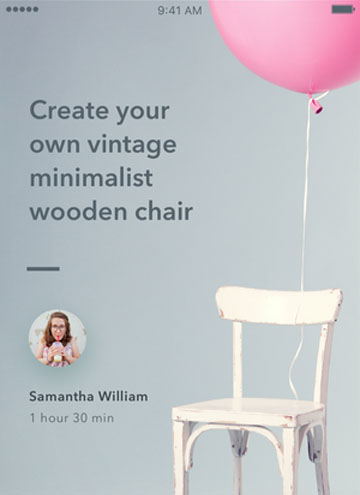 9:41 AM
Create your
own vintage
minimalist
wooden chair
Samantha William
1 hour 30 min